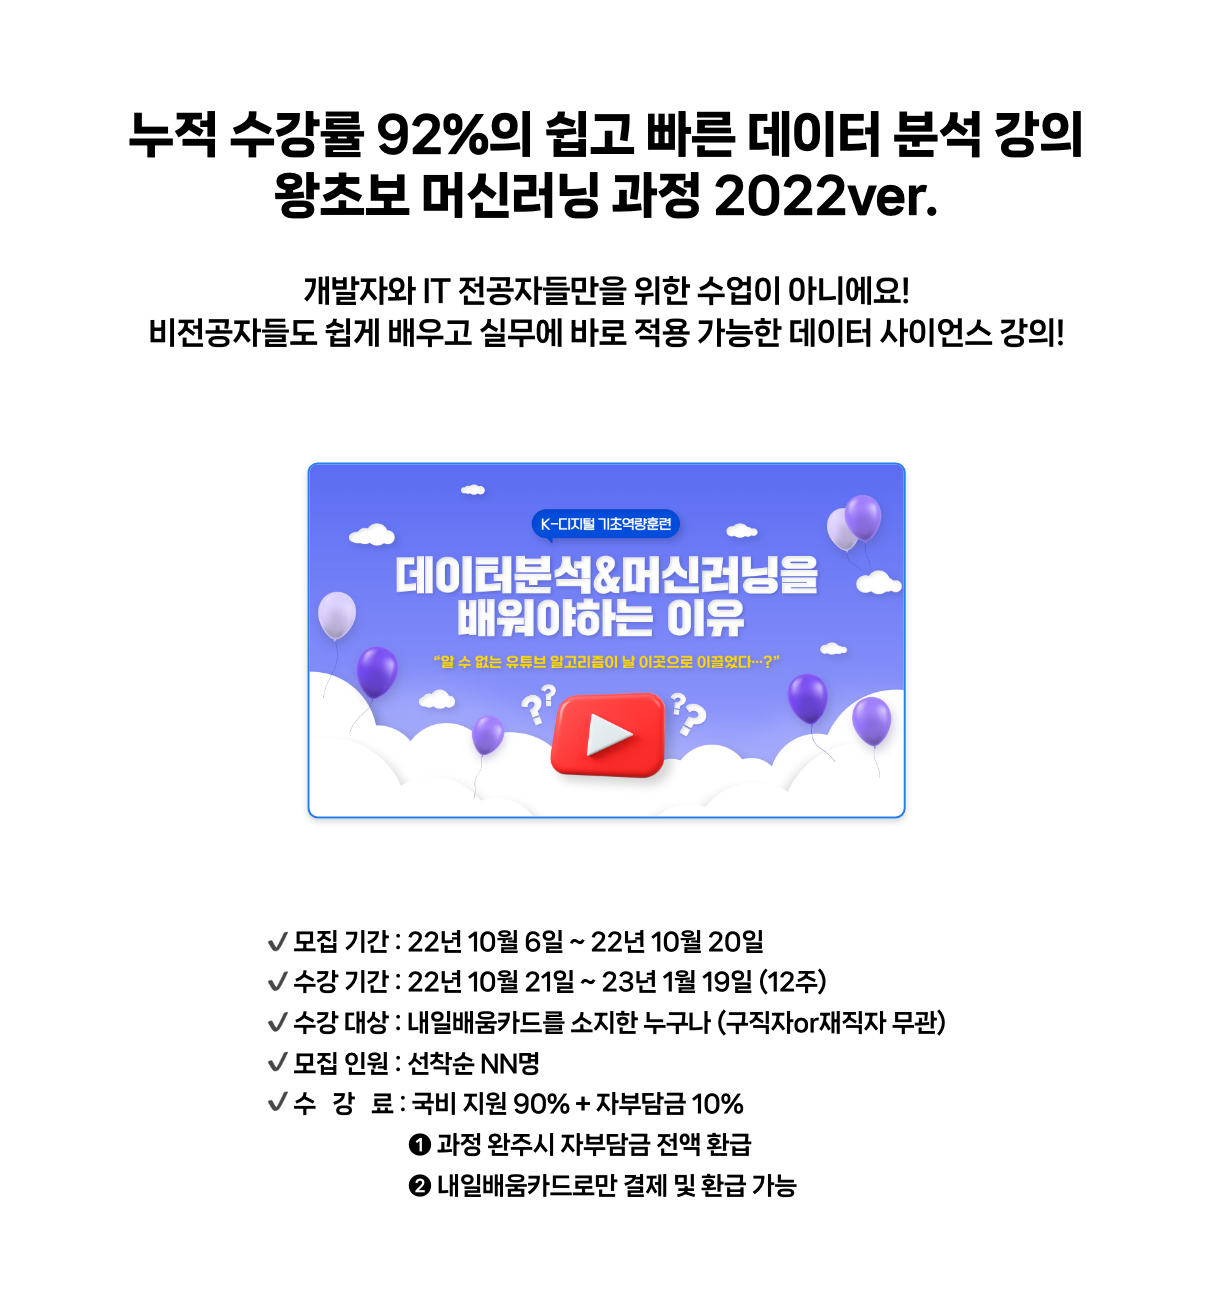 누적 수강률 92%의 쉽고 빠른 데이터 분석 강의
왕초보 머신러닝 과정 2022ver.
개발자와 IT 전공자들만을 위한 수업이 아니에요!
비전공자들도 쉽게 배우고 실무에 바로 적용 가능한 데이터 사이언스 강의!
K-디지털 기초역량훈련
데이터분석&머신러닝을
배워야하는 이유
“알 수 없는 유튜브 알고리즘이 날 이곳으로 이끌었다…?”
??
??
✓ 모집 기간 : 22년 10월 6일 ~ 22년 10월 20일
✓ 수강 기간 : 22년 10월 21일 ~ 23년 1월 19일 (12주)
✓ 수강 대상 : 내일배움카드를 소지한 누구나 (구직자or재직자 무관)
✓ 모집 인원 : 선착순 NN명
✓ 수 강 료 : 국비 지원 90% + 자부담금 10%
❶ 과정 완주시 자부담금 전액 환급
❷ 내일배움카드로만 결제 및 환급 가능